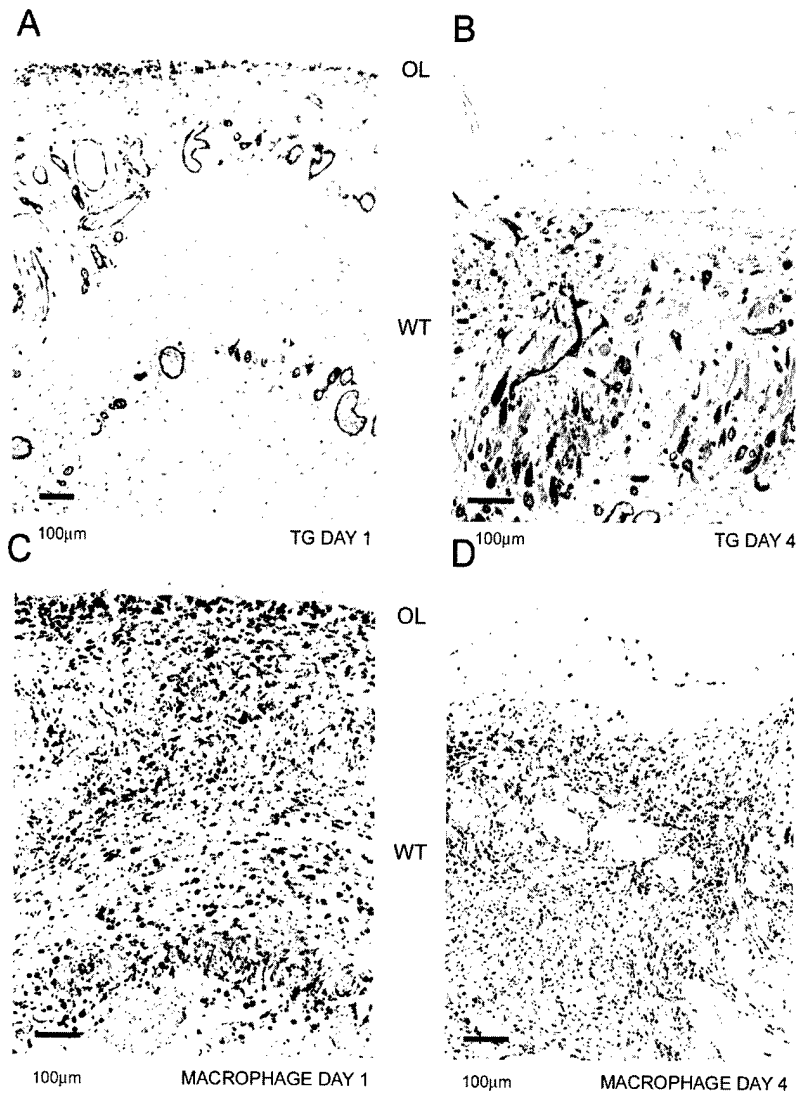 A
B
OL
WT
100μm
TG DAY 1
100μm
TG DAY 4
C
D
OL
WT
100μm
MACROPHAGE DAY 1
100μm
MACROPHAGE DAY 4